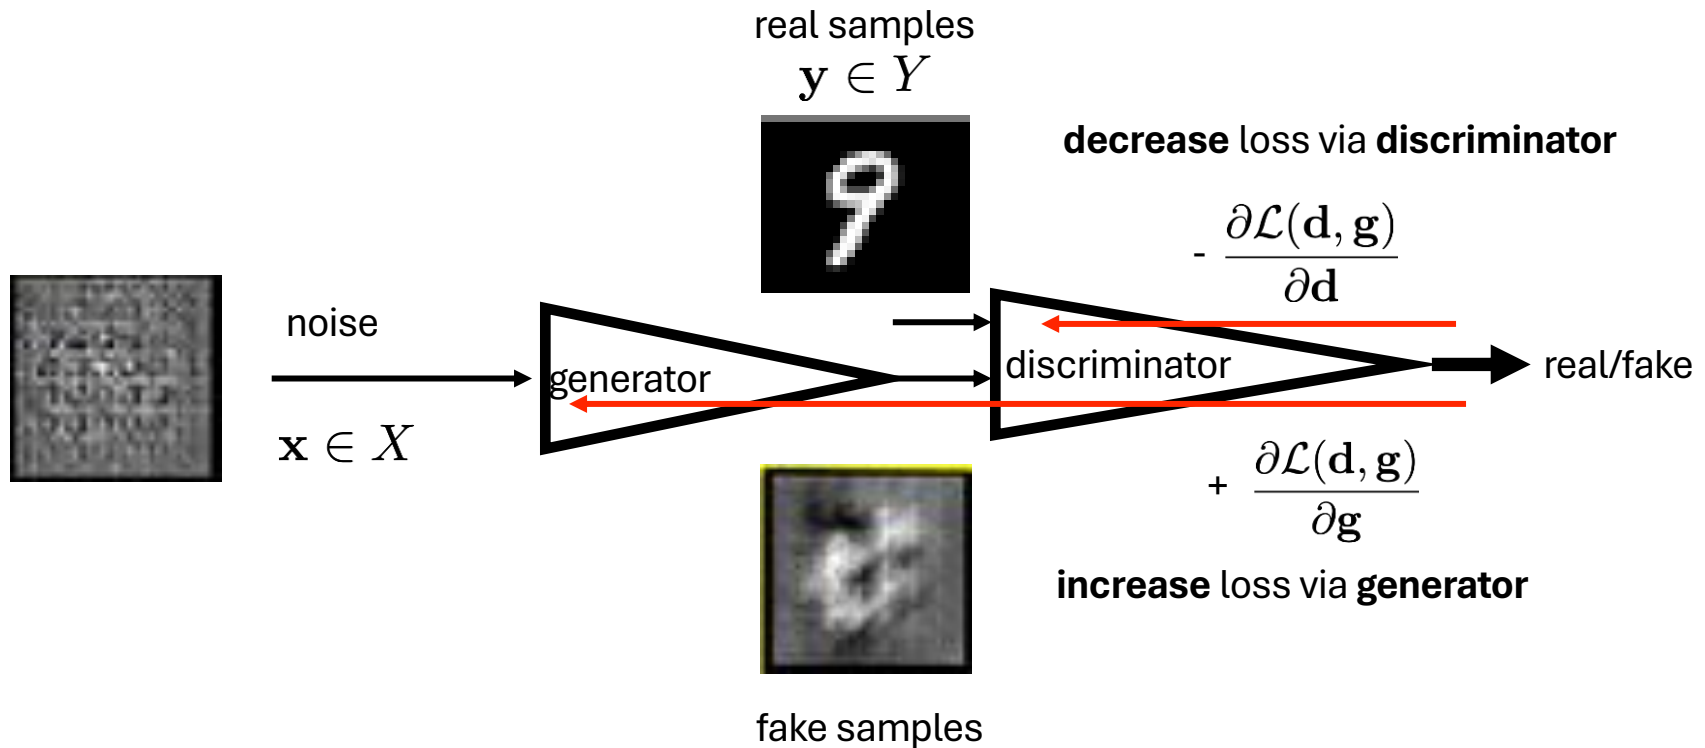 real samples
y ∈ Y
decrease loss via discriminator
- ∂ℒ(d, g) / ∂d
noise
generator
discriminator
real/fake
x ∈ X
+ ∂ℒ(d, g) / ∂g
increase loss via generator
fake samples